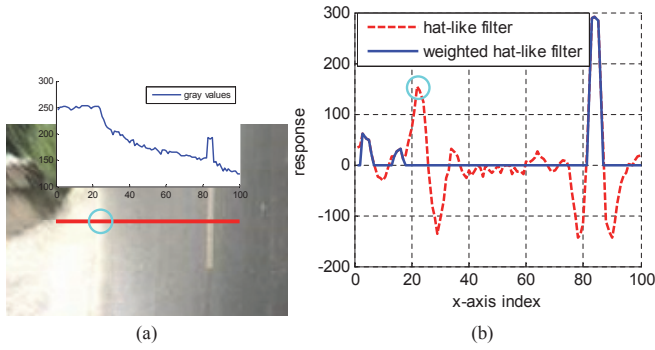 300
250
200
150
100
0 20 40 60 80 100
gray values
(a)
300
200
100
0
-100
-200
0 20 40 60 80 100
response
x-axis index
hat-like filter
weighted hat-like filter
(b)